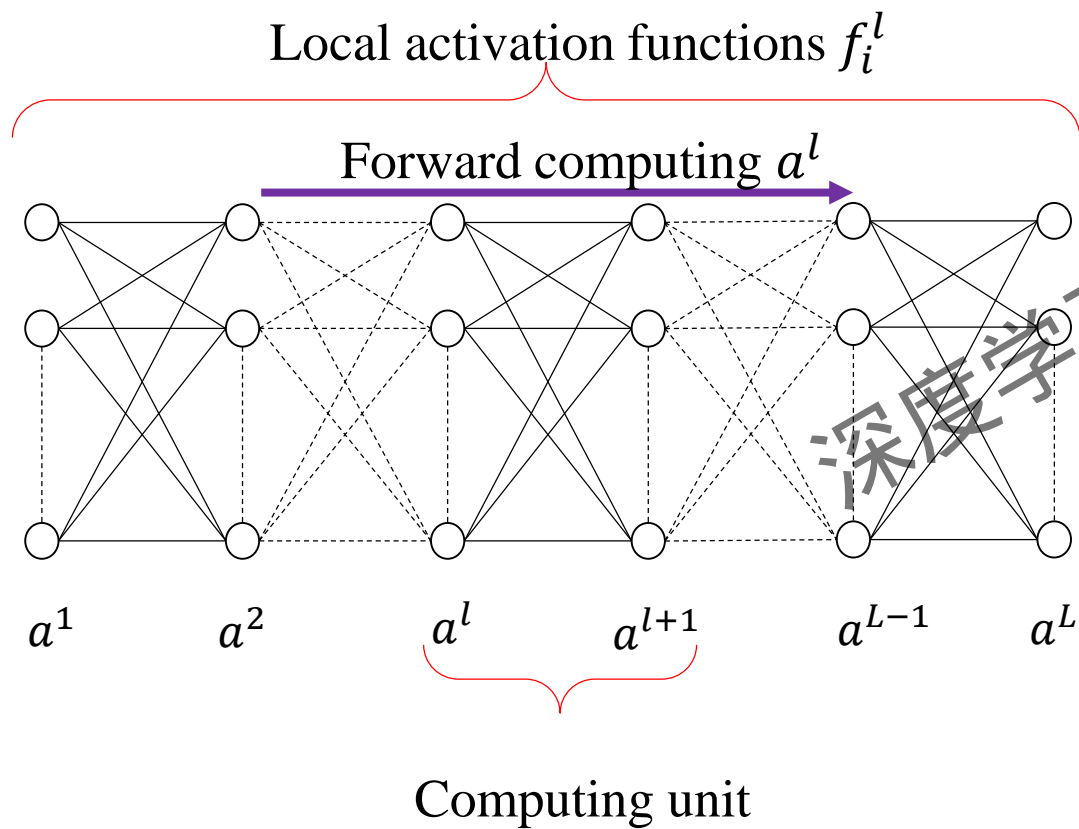 Local activation functions $f_i^l$
Forward computing $a^l$
深度学
$a^1$ $a^2$ $a^l$ $a^{l+1}$ $a^{L-1}$ $a^L$
Computing unit